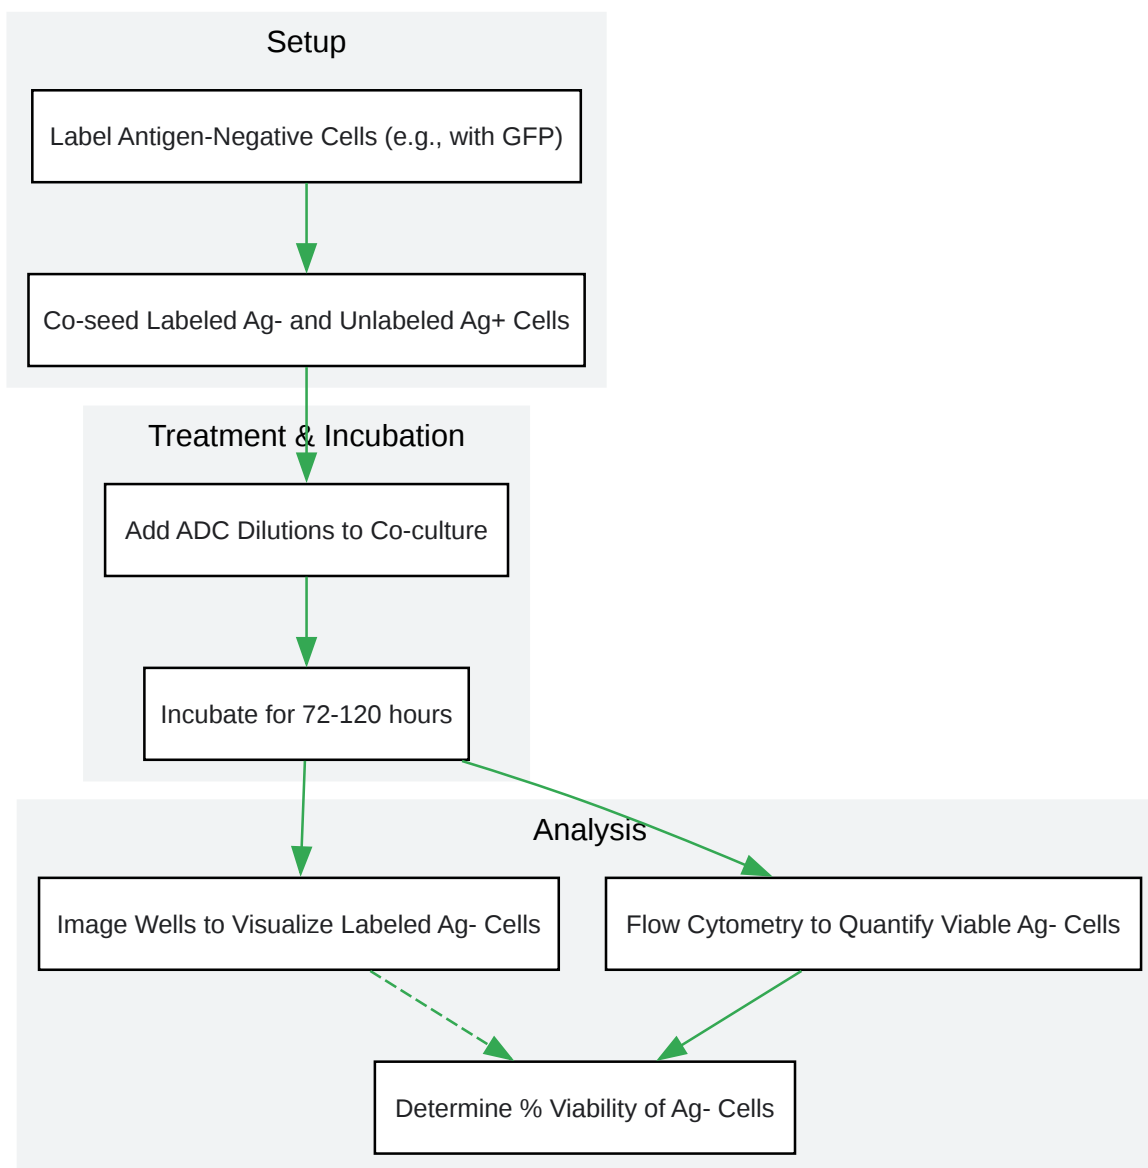 Setup
Label Antigen-Negative Cells (e.g., with GFP)
Co-seed Labeled Ag- and Unlabeled Ag+ Cells
Treatment & Incubation
Add ADC Dilutions to Co-culture
Incubate for 72-120 hours
Analysis
Image Wells to Visualize Labeled Ag- Cells
Flow Cytometry to Quantify Viable Ag- Cells
Determine % Viability of Ag- Cells